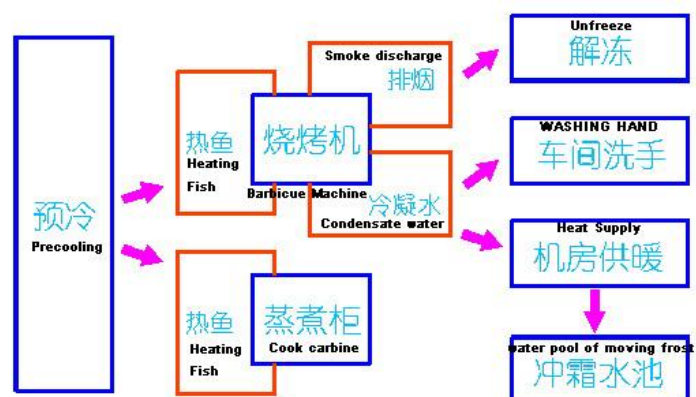 预冷
Precooling
热鱼
Heating
Fish
烧烤机
Barbicue Machine
Smoke discharge
排烟
冷凝水
Condensate water
热鱼
Heating
Fish
蒸煮柜
Cook carbine
Unfreeze
解冻
WASHING HAND
车间洗手
Heat Supply
机房供暖
water pool of moving frost
冲霜水池